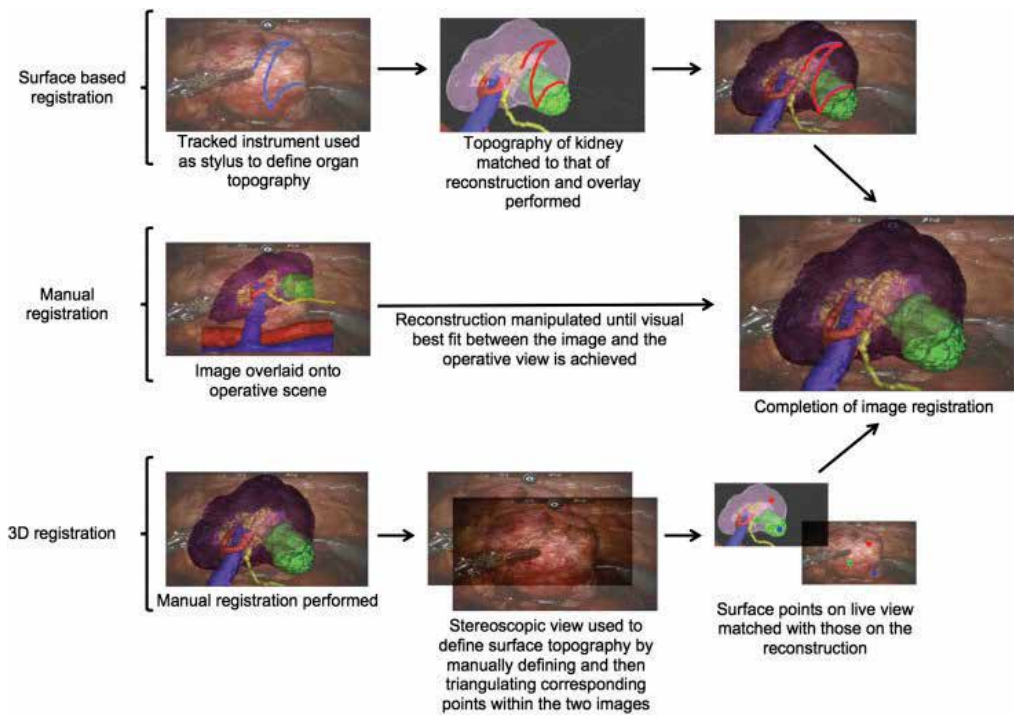 Surface based
registration
Tracked instrument used
as stylus to define organ
topography
Topography of kidney
matched to that of
reconstruction and overlay
performed
Manual
registration
Image overlaid onto
operative scene
Reconstruction manipulated until visual
best fit between the image and the
operative view is achieved
Completion of image registration
3D registration
Manual registration performed
Stereoscopic view used to
define surface topography by
manually defining and then
triangulating corresponding
points within the two images
Surface points on live view
matched with those on the
reconstruction